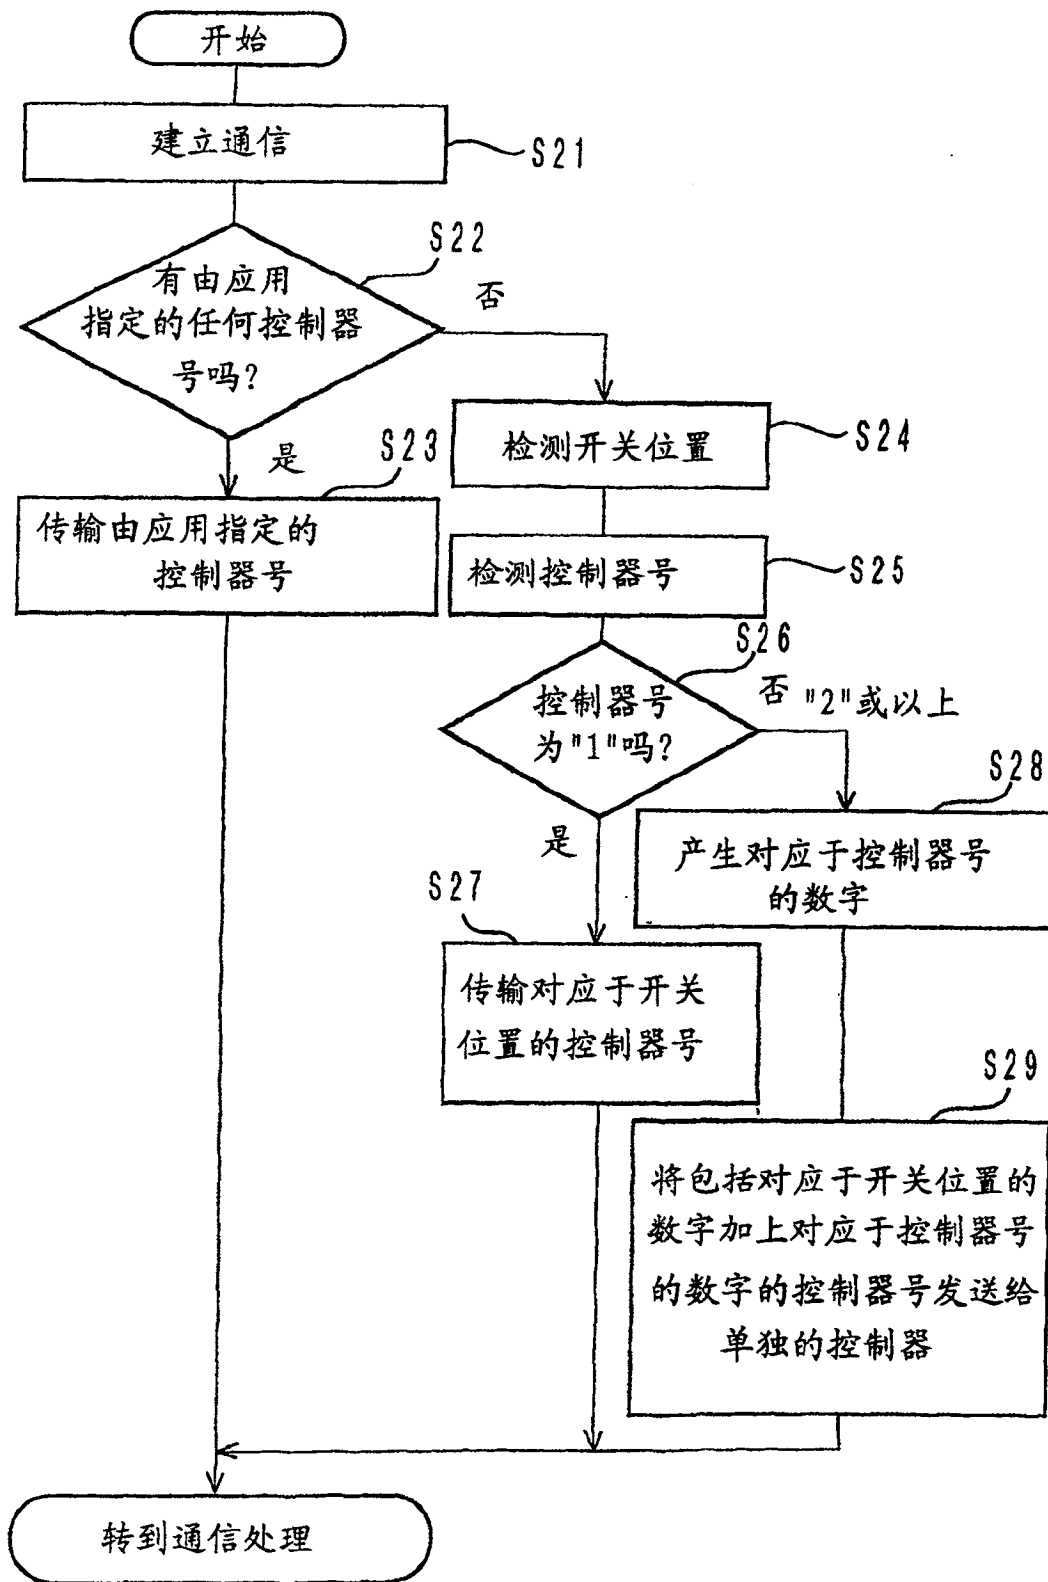 开始
建立通信
S21
S22
有由应用
指定的任何控制器
号吗?
否
是
S23
传输由应用指定的
控制器号
检测开关位置
S24
检测控制器号
S25
S26
控制器号
为"1"吗?
否
"2"或以上
是
S27
传输对应于开关
位置的控制器号
S28
产生对应于控制器号
的数字
S29
将包括对应于开关位置的
数字加上对应于控制器号
的数字的控制器号发送给
单独的控制器
转到通信处理